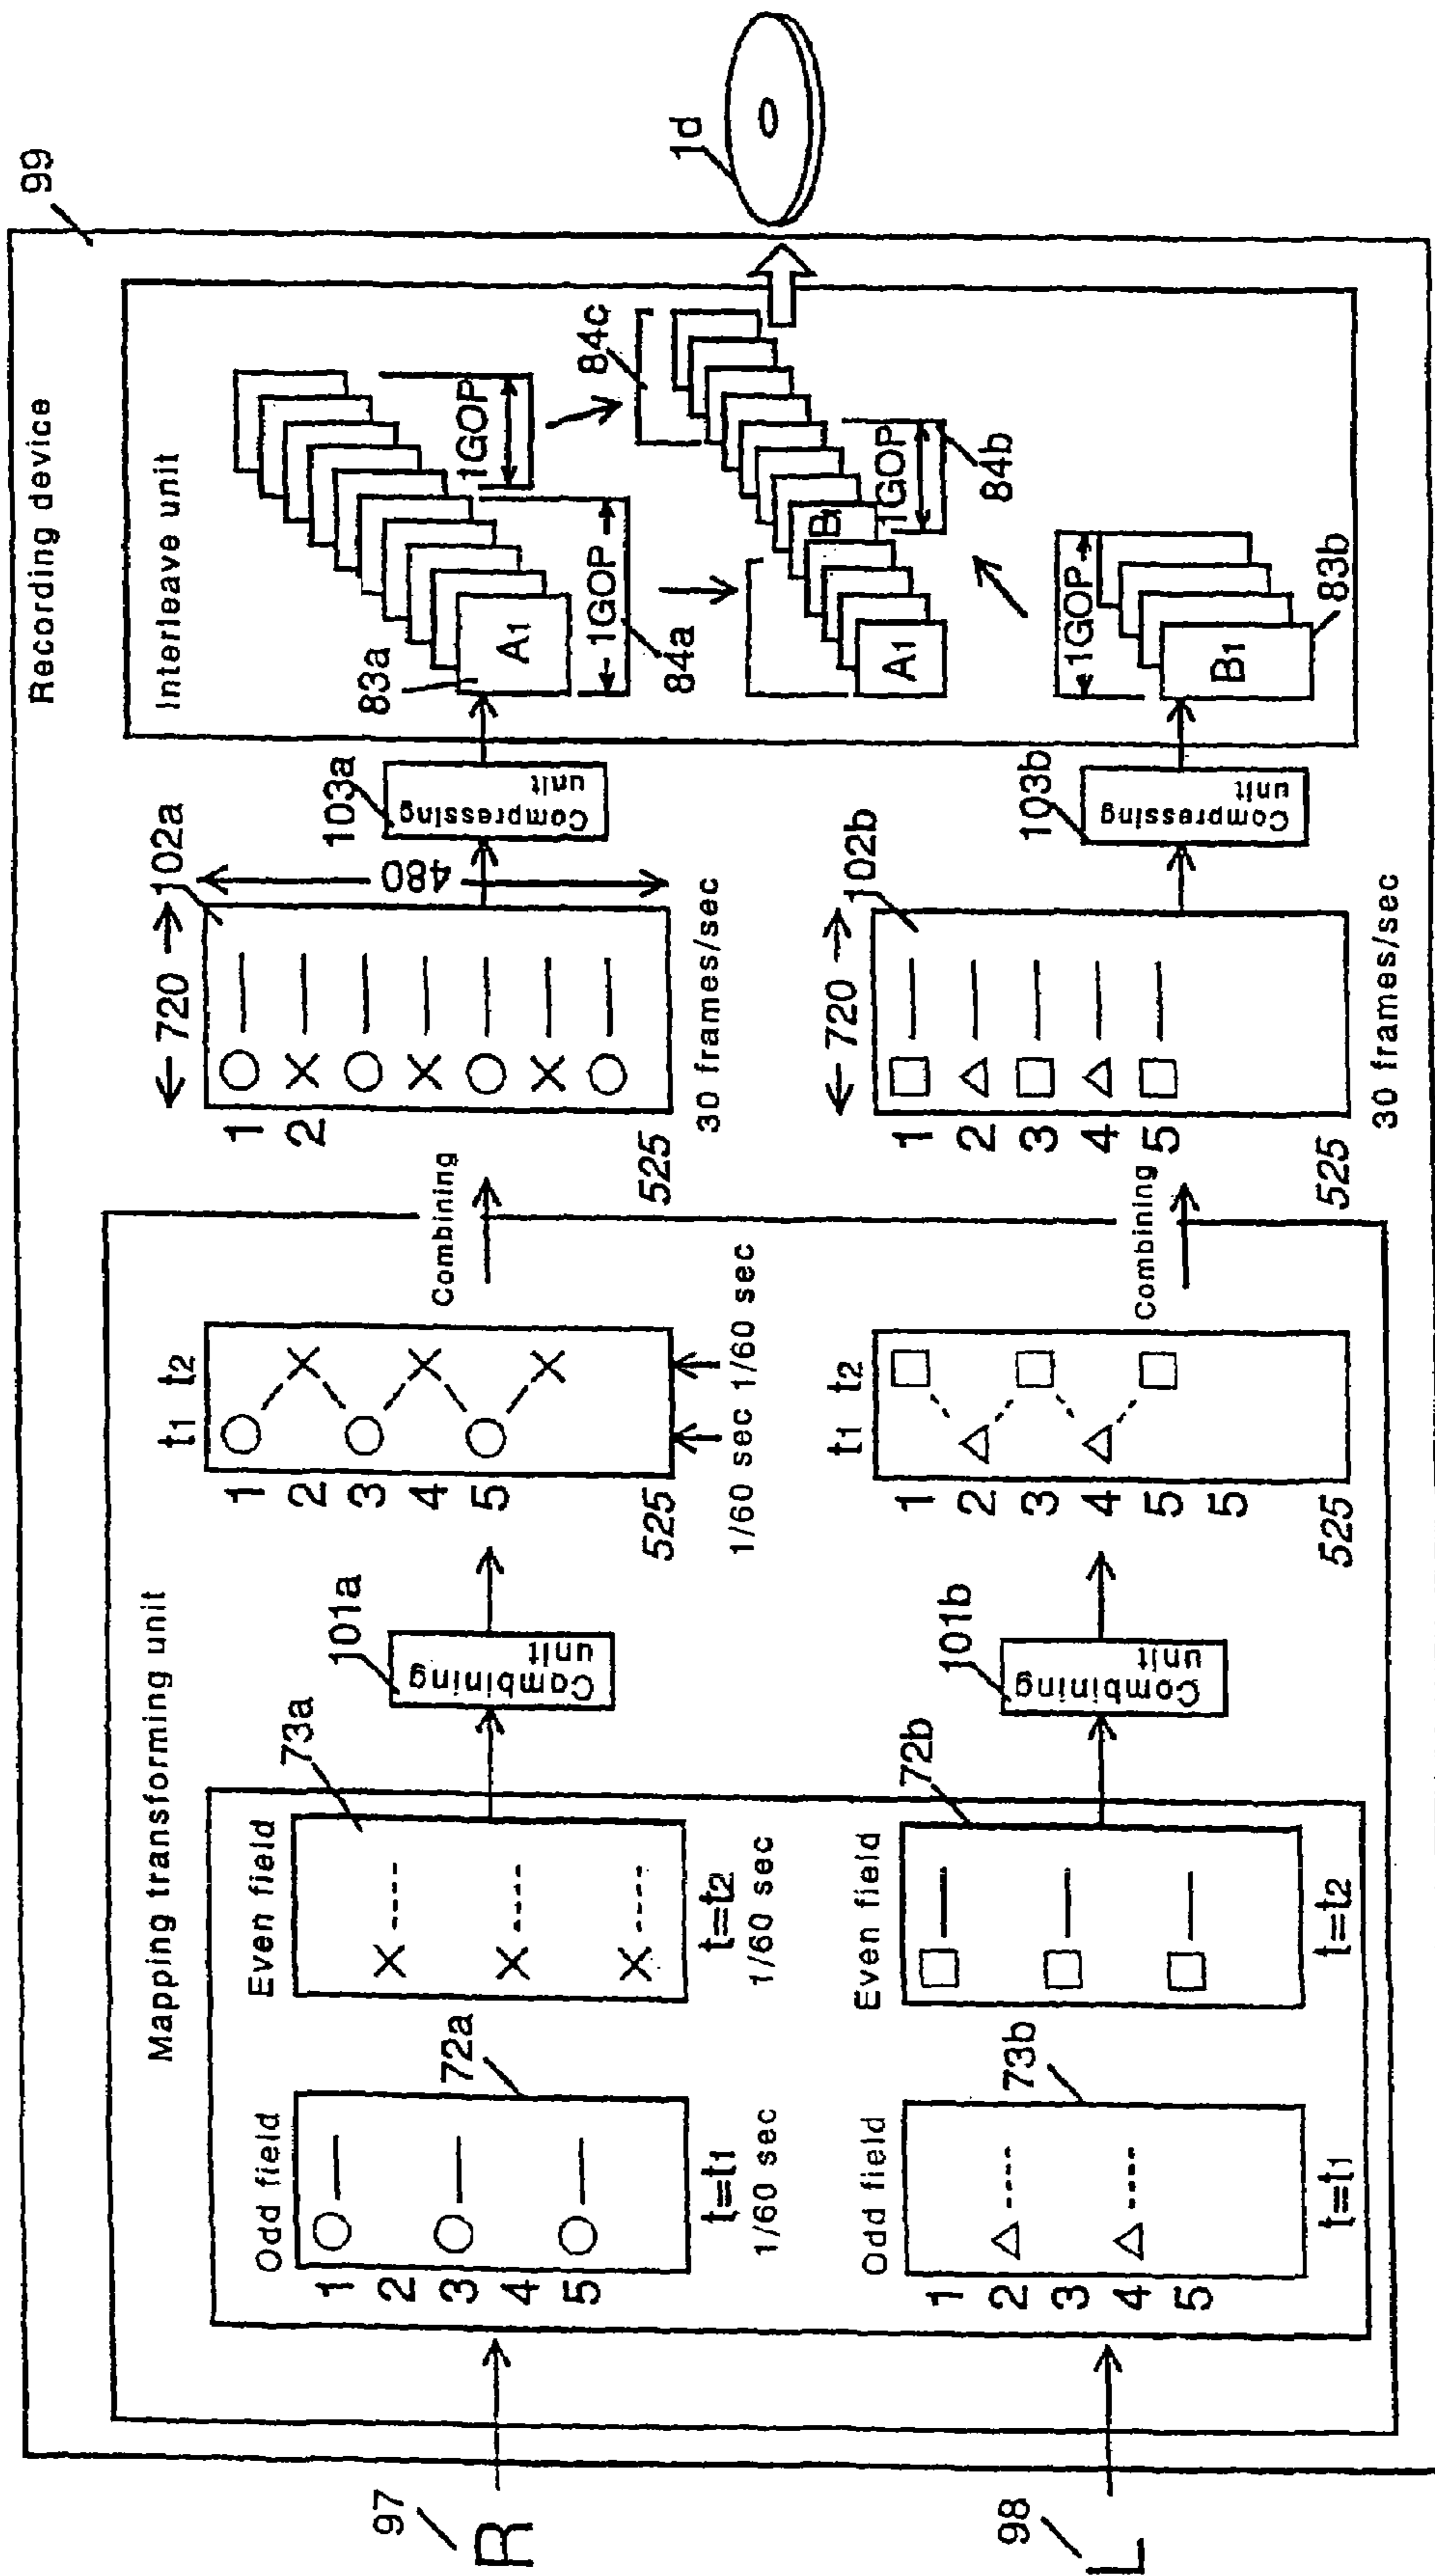 Recording device
99
Mapping transforming unit
Interleave unit
97
R
Odd field
1
2
3
4
5
72a
t=t1
1/60 sec
Even field
73a
t=t2
1/60 sec
101a
Combining
unit
t1 t2
1
2
3
4
5
525
1/60 sec 1/60 sec
Combining
← 720 →
102a
1
2
525
480
30 frames/sec
103a
Compressing
unit
83a
A1
1GOP
84a
1GOP
84c
A1
B
1GOP
84b
1d
98
L
Odd field
1
2
3
4
5
73b
t=t1
Even field
72b
t=t2
101b
Combining
unit
t1 t2
1
2
3
4
5
5
525
Combining
← 720 →
102b
1
2
3
4
5
525
30 frames/sec
103b
Compressing
unit
1GOP
B1
83b